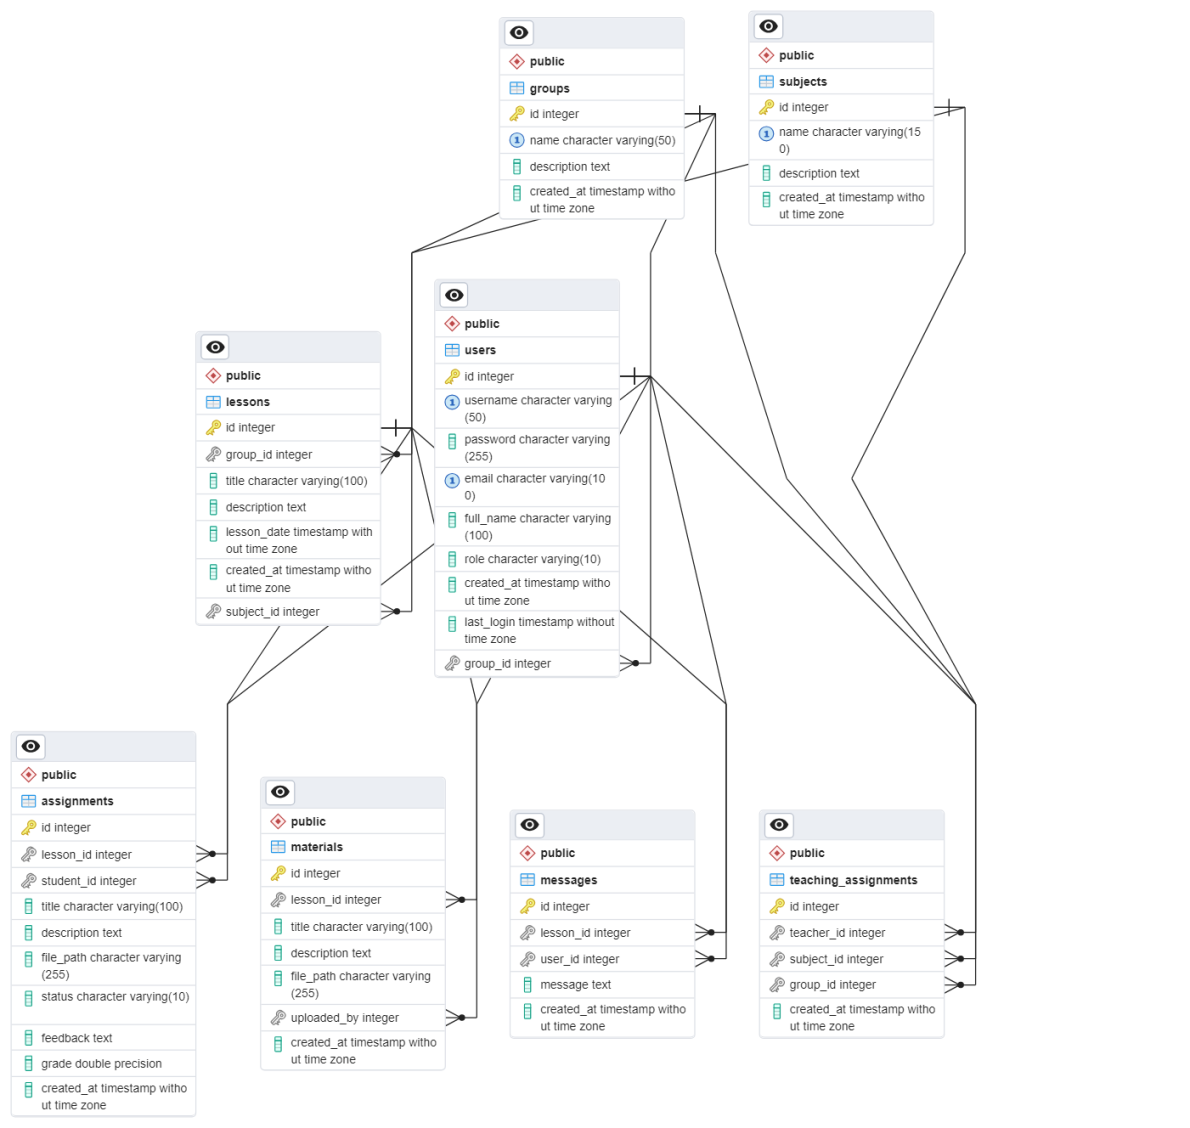 public
groups
id integer
name character varying(50)
description text
created_at timestamp witho
ut time zone
public
subjects
id integer
name character varying(15
0)
description text
created_at timestamp witho
ut time zone
public
lessons
id integer
group_id integer
title character varying(100)
description text
lesson_date timestamp with
out time zone
created_at timestamp witho
ut time zone
subject_id integer
public
users
id integer
username character varying
(50)
password character varying
(255)
email character varying(10
0)
full_name character varying
(100)
role character varying(10)
created_at timestamp witho
ut time zone
last_login timestamp without
time zone
group_id integer
public
assignments
id integer
lesson_id integer
student_id integer
title character varying(100)
description text
file_path character varying
(255)
status character varying(10)
feedback text
grade double precision
created_at timestamp witho
ut time zone
public
materials
id integer
lesson_id integer
title character varying(100)
description text
file_path character varying
(255)
uploaded_by integer
created_at timestamp witho
ut time zone
public
messages
id integer
lesson_id integer
user_id integer
message text
created_at timestamp witho
ut time zone
public
teaching_assignments
id integer
teacher_id integer
subject_id integer
group_id integer
created_at timestamp witho
ut time zone